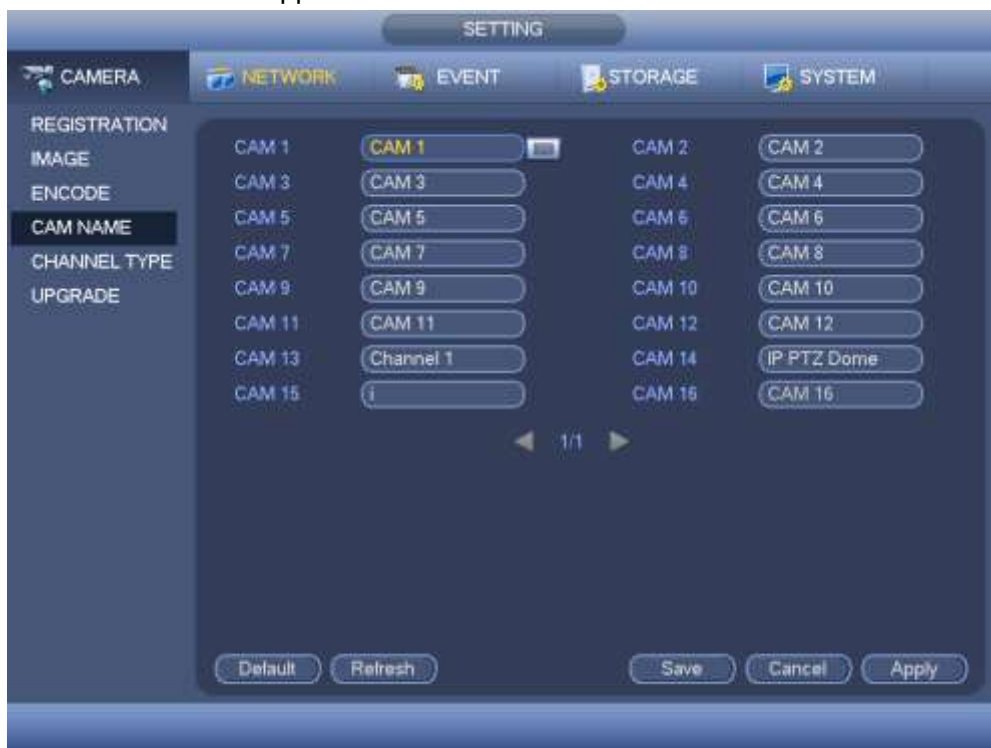 SETTING
CAMERA NETWORK EVENT STORAGE SYSTEM
REGISTRATION
IMAGE
ENCODE
CAM NAME
CHANNEL TYPE
UPGRADE
CAM 1 CAM 1 CAM 2 CAM 2
CAM 3 CAM 3 CAM 4 CAM 4
CAM 5 CAM 5 CAM 6 CAM 6
CAM 7 CAM 7 CAM 8 CAM 8
CAM 9 CAM 9 CAM 10 CAM 10
CAM 11 CAM 11 CAM 12 CAM 12
CAM 13 Channel 1 CAM 14 IP PTZ Dome
CAM 15 i CAM 16 CAM 16
1/1
Default Refresh Save Cancel Apply